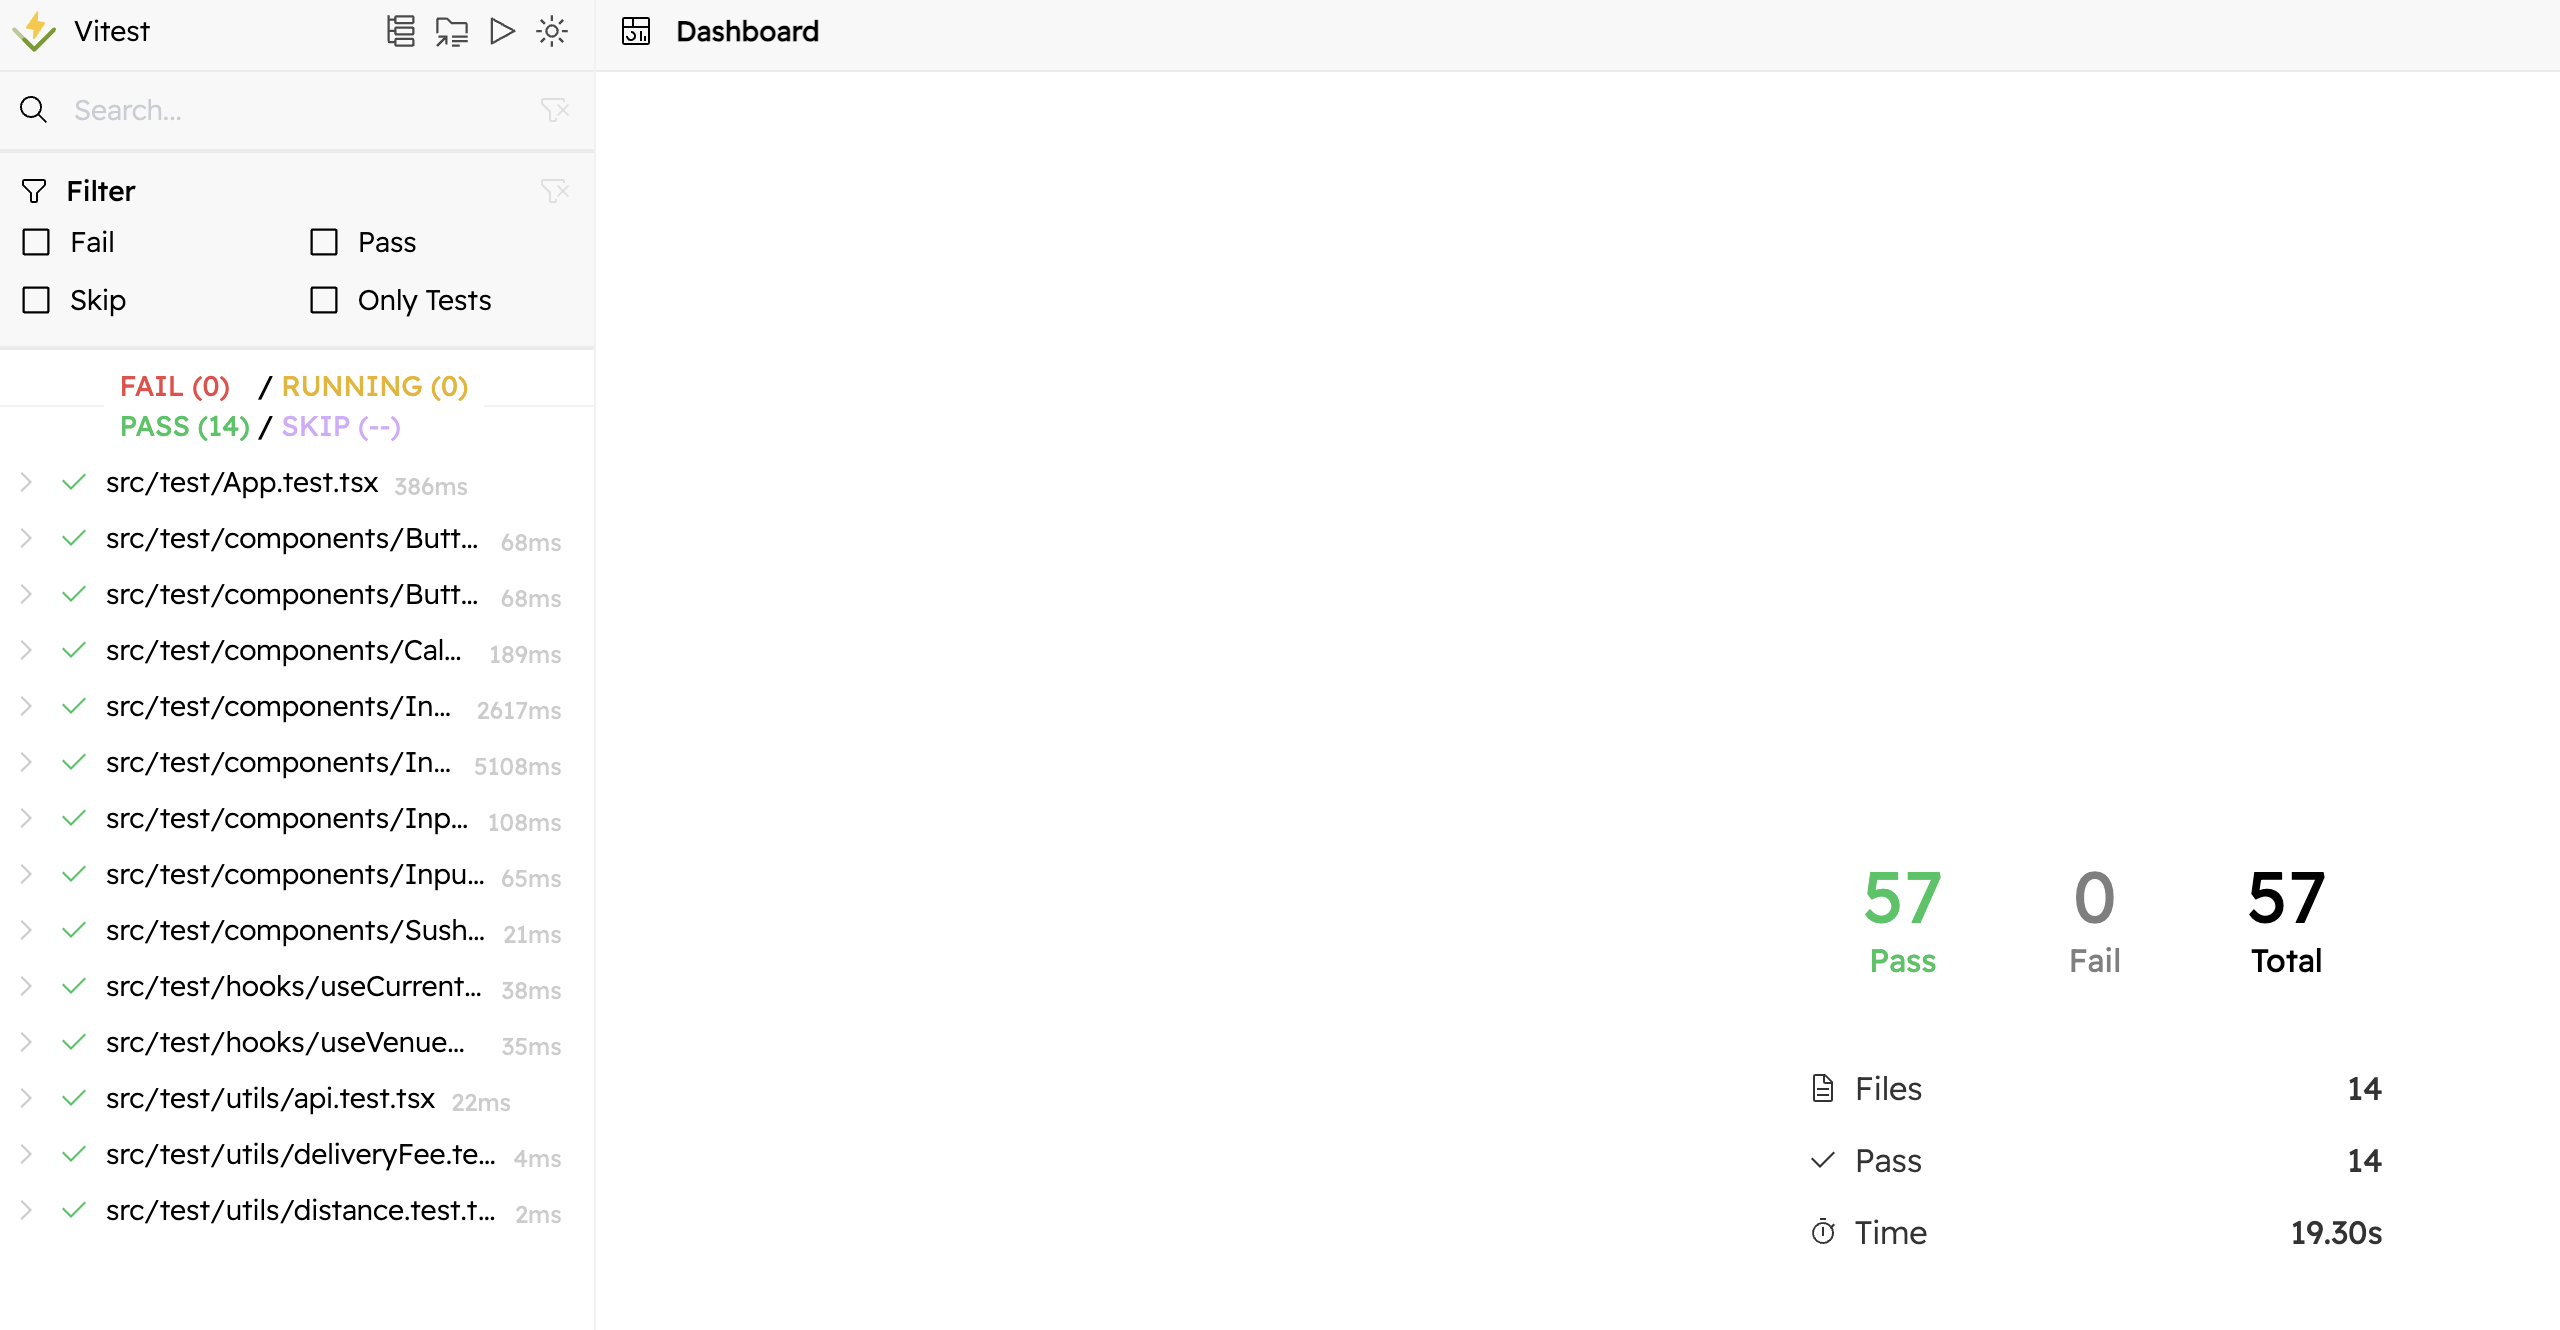 Vitest
Dashboard
Search...
Filter
Fail
Pass
Skip
Only Tests
FAIL (0) / RUNNING (0)
PASS (14) / SKIP (--)
src/test/App.test.tsx 386ms
src/test/components/Butt... 68ms
src/test/components/Butt... 68ms
src/test/components/Cal... 189ms
src/test/components/In... 2617ms
src/test/components/In... 5108ms
src/test/components/Inp... 108ms
src/test/components/Inpu... 65ms
src/test/components/Sush... 21ms
src/test/hooks/useCurrent... 38ms
src/test/hooks/useVenue... 35ms
src/test/utils/api.test.tsx 22ms
src/test/utils/deliveryFee.te... 4ms
src/test/utils/distance.test.t... 2ms
57 0 57
Pass Fail Total
Files 14
Pass 14
Time 19.30s